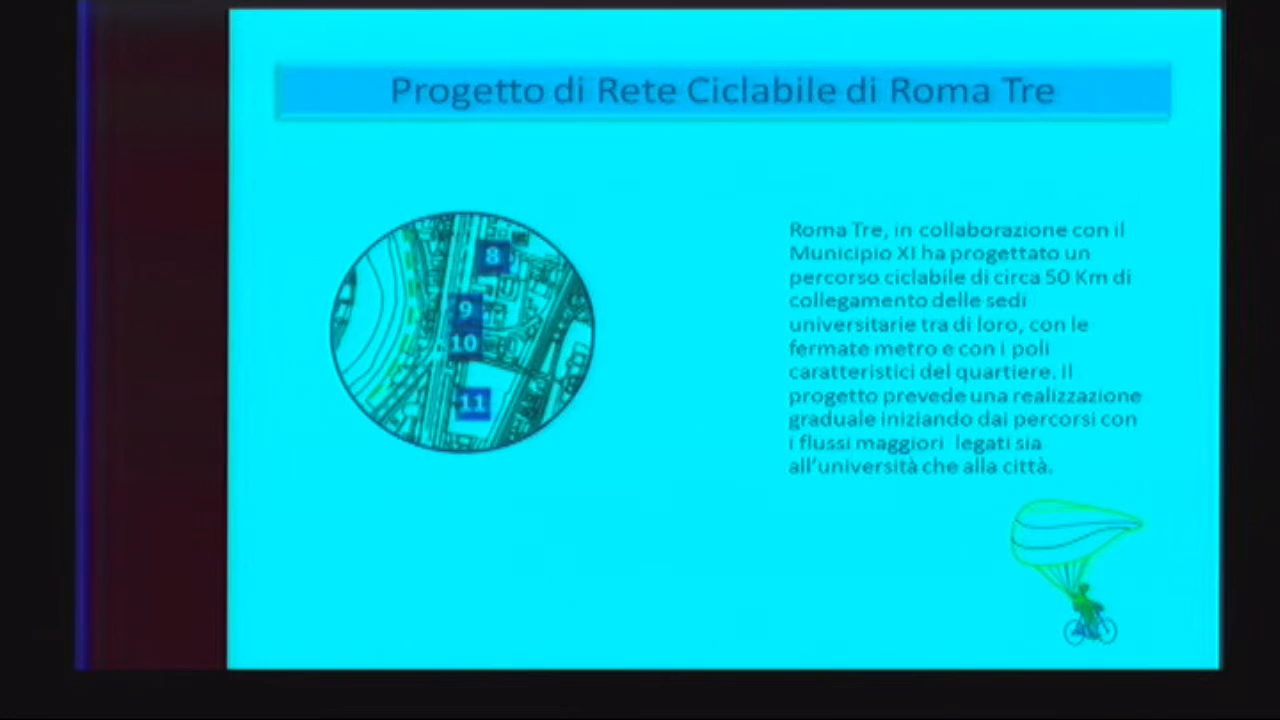 Progetto di Rete Ciclabile di Roma Tre
8
9
10
11
Roma Tre, in collaborazione con il
Municipio XI ha progettato un
percorso ciclabile di circa 50 Km di
collegamento delle sedi
universitarie tra di loro, con le
fermate metro e con i poli
caratteristici del quartiere. Il
progetto prevede una realizzazione
graduale iniziando dai percorsi con
i flussi maggiori legati sia
all'università che alla città.